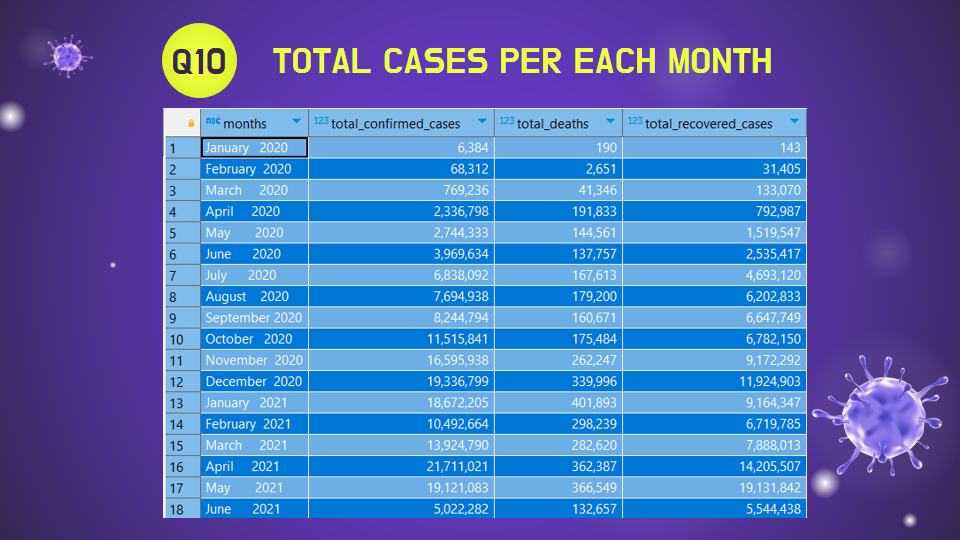 Q10 TOTAL CASES PER EACH MONTH
ABC months 123 total_confirmed_cases 123 total_deaths 123 total_recovered_cases
1 January 2020 6,384 190 143
2 February 2020 68,312 2,651 31,405
3 March 2020 769,236 41,346 133,070
4 April 2020 2,336,798 191,833 792,987
5 May 2020 2,744,333 144,561 1,519,547
6 June 2020 3,969,634 137,757 2,535,417
7 July 2020 6,838,092 167,613 4,693,120
8 August 2020 7,694,938 179,200 6,202,833
9 September 2020 8,244,794 160,671 6,647,749
10 October 2020 11,515,841 175,484 6,782,150
11 November 2020 16,595,938 262,247 9,172,292
12 December 2020 19,336,799 339,996 11,924,903
13 January 2021 18,672,205 401,893 9,164,347
14 February 2021 10,492,664 298,239 6,719,785
15 March 2021 13,924,790 282,620 7,888,013
16 April 2021 21,711,021 362,387 14,205,507
17 May 2021 19,121,083 366,549 19,131,842
18 June 2021 5,022,282 132,657 5,544,438